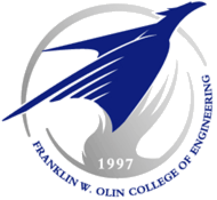 1997
FRANKLIN W. OLIN COLLEGE OF ENGINEERING